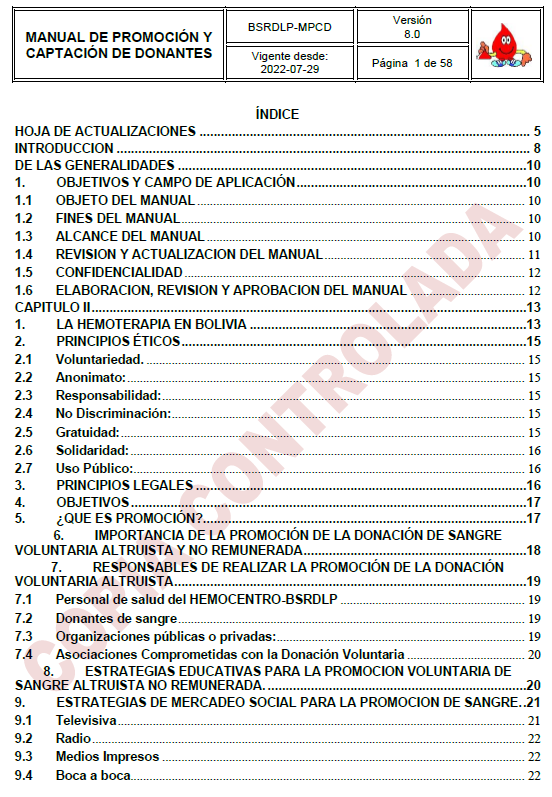 MANUAL DE PROMOCIÓN Y
CAPTACIÓN DE DONANTES
BSRDLP-MPCD
Versión
8.0
Vigente desde:
2022-07-29
Página 1 de 58
ÍNDICE
HOJA DE ACTUALIZACIONES ... 5
INTRODUCCION ... 8
DE LAS GENERALIDADES ... 10
1. OBJETIVOS Y CAMPO DE APLICACIÓN ... 10
1.1 OBJETO DEL MANUAL ... 10
1.2 FINES DEL MANUAL ... 10
1.3 ALCANCE DEL MANUAL ... 10
1.4 REVISION Y ACTUALIZACION DEL MANUAL ... 11
1.5 CONFIDENCIALIDAD ... 12
1.6 ELABORACION, REVISION Y APROBACION DEL MANUAL ... 12
CAPITULO II ... 13
1. LA HEMOTERAPIA EN BOLIVIA ... 13
2. PRINCIPIOS ÉTICOS ... 15
2.1 Voluntariedad. ... 15
2.2 Anonimato: ... 15
2.3 Responsabilidad: ... 15
2.4 No Discriminación: ... 15
2.5 Gratuidad: ... 15
2.6 Solidaridad: ... 16
2.7 Uso Público: ... 16
3. PRINCIPIOS LEGALES ... 16
4. OBJETIVOS ... 17
5. ¿QUE ES PROMOCIÓN? ... 17
6. IMPORTANCIA DE LA PROMOCIÓN DE LA DONACIÓN DE SANGRE
VOLUNTARIA ALTRUISTA Y NO REMUNERADA ... 18
7. RESPONSABLES DE REALIZAR LA PROMOCIÓN DE LA DONACIÓN
VOLUNTARIA ALTRUISTA ... 19
7.1 Personal de salud del HEMOCENTRO-BSRDLP ... 19
7.2 Donantes de sangre ... 19
7.3 Organizaciones públicas o privadas: ... 19
7.4 Asociaciones Comprometidas con la Donación Voluntaria ... 20
8. ESTRATEGIAS EDUCATIVAS PARA LA PROMOCION VOLUNTARIA DE
SANGRE ALTRUISTA NO REMUNERADA. ... 20
9. ESTRATEGIAS DE MERCADEO SOCIAL PARA LA PROMOCION DE SANGRE. .. 21
9.1 Televisiva ... 21
9.2 Radio ... 22
9.3 Medios Impresos ... 22
9.4 Boca a boca ... 22
COPIA CONTROLADA